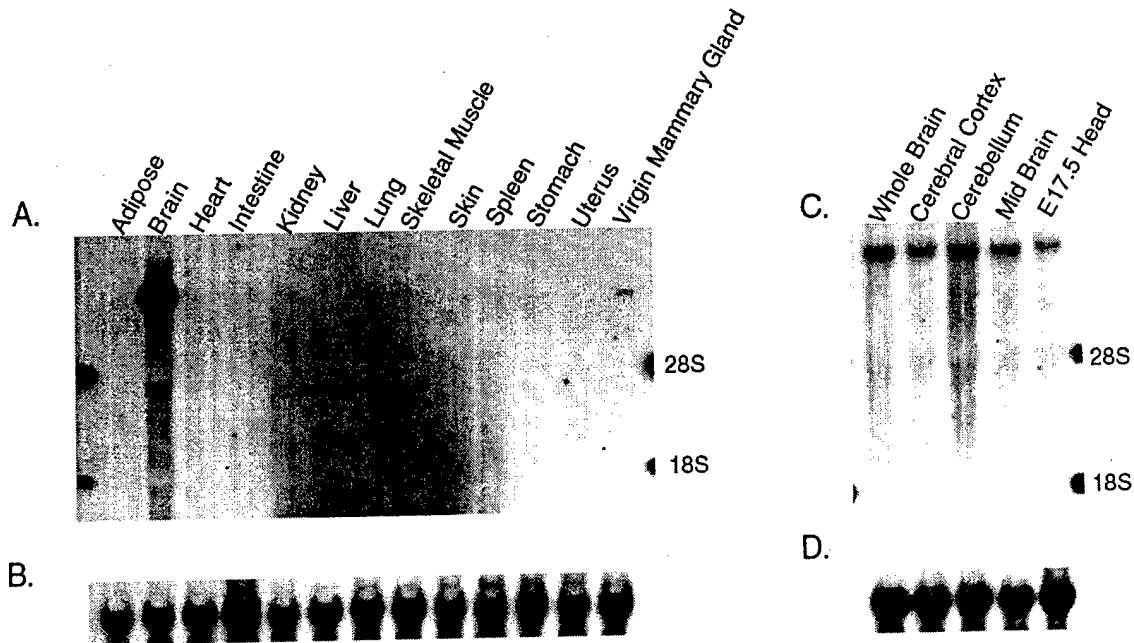 A.
Adipose
Brain
Heart
Intestine
Kidney
Liver
Lung
Skeletal Muscle
Skin
Spleen
Stomach
Uterus
Virgin Mammary Gland
28S
18S
B.
C.
Whole Brain
Cerebral Cortex
Cerebellum
Mid Brain
E17.5 Head
28S
18S
D.